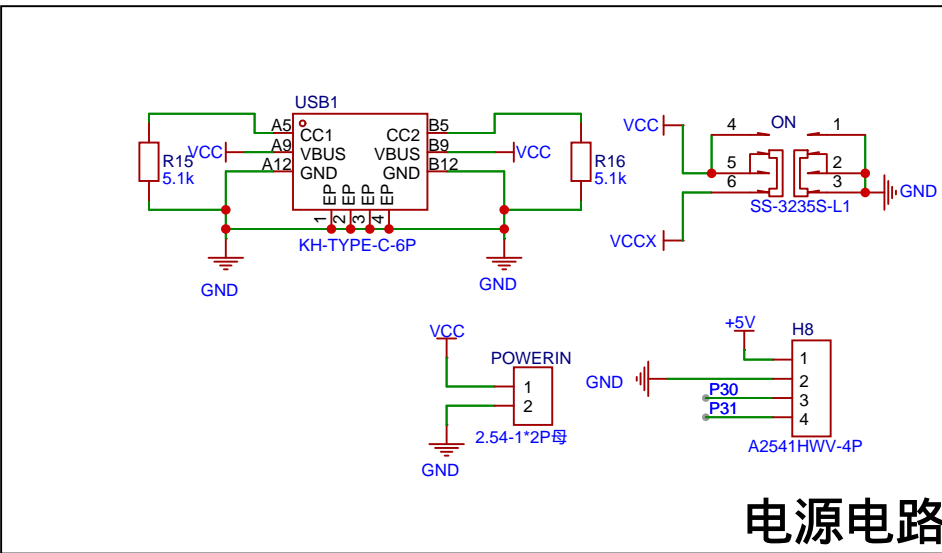 USB1
A5 CC1 CC2 B5
VCC A9 VBUS VBUS B9 VCC
A12 GND GND B12
R15
5.1k
R16
5.1k
EP EP EP EP
1 2 3 4
KH-TYPE-C-6P
GND
GND
VCC
4 ON 1
5 2
6 3
GND
SS-3235S-L1
VCCX
VCC
POWERIN
1
2
2.54-1*2P母
GND
+5V
H8
GND
1
2
P30 3
P31 4
A2541HWV-4P
电源电路